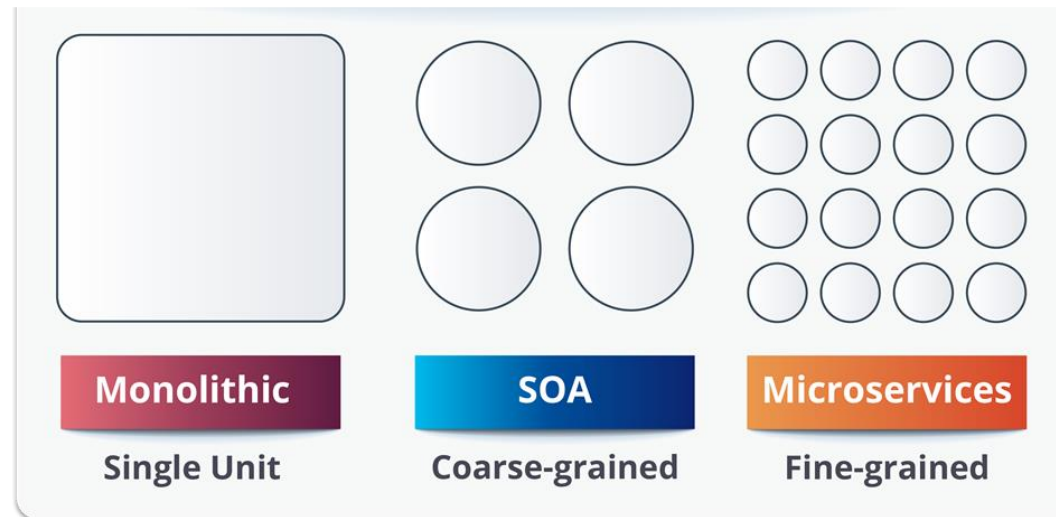 Monolithic
SOA
Microservices
Single Unit
Coarse-grained
Fine-grained